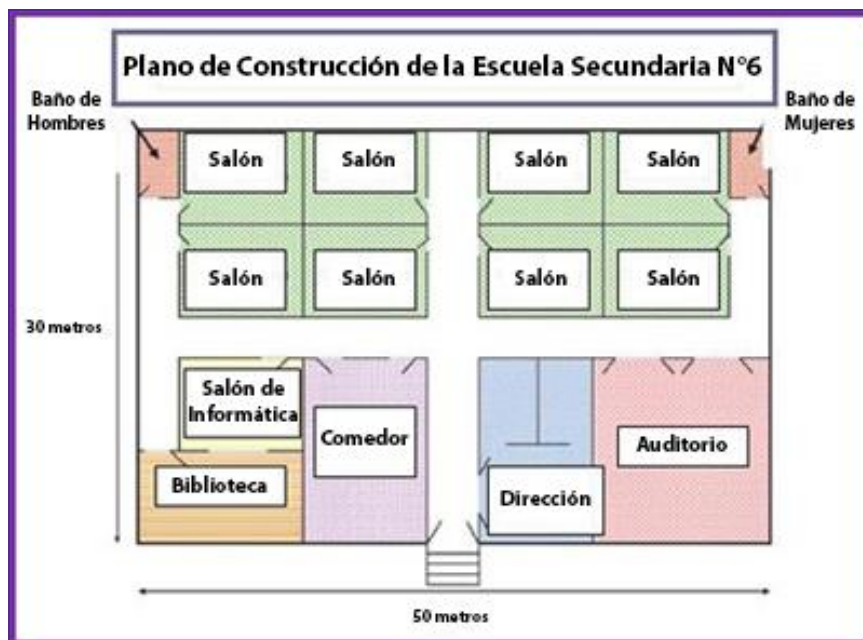 Plano de Construcción de la Escuela Secundaria N°6
Baño de
Hombres
Baño de
Mujeres
Salón
Salón
Salón
Salón
Salón
Salón
Salón
Salón
30 metros
Salón de
Informática
Comedor
Auditorio
Biblioteca
Dirección
50 metros